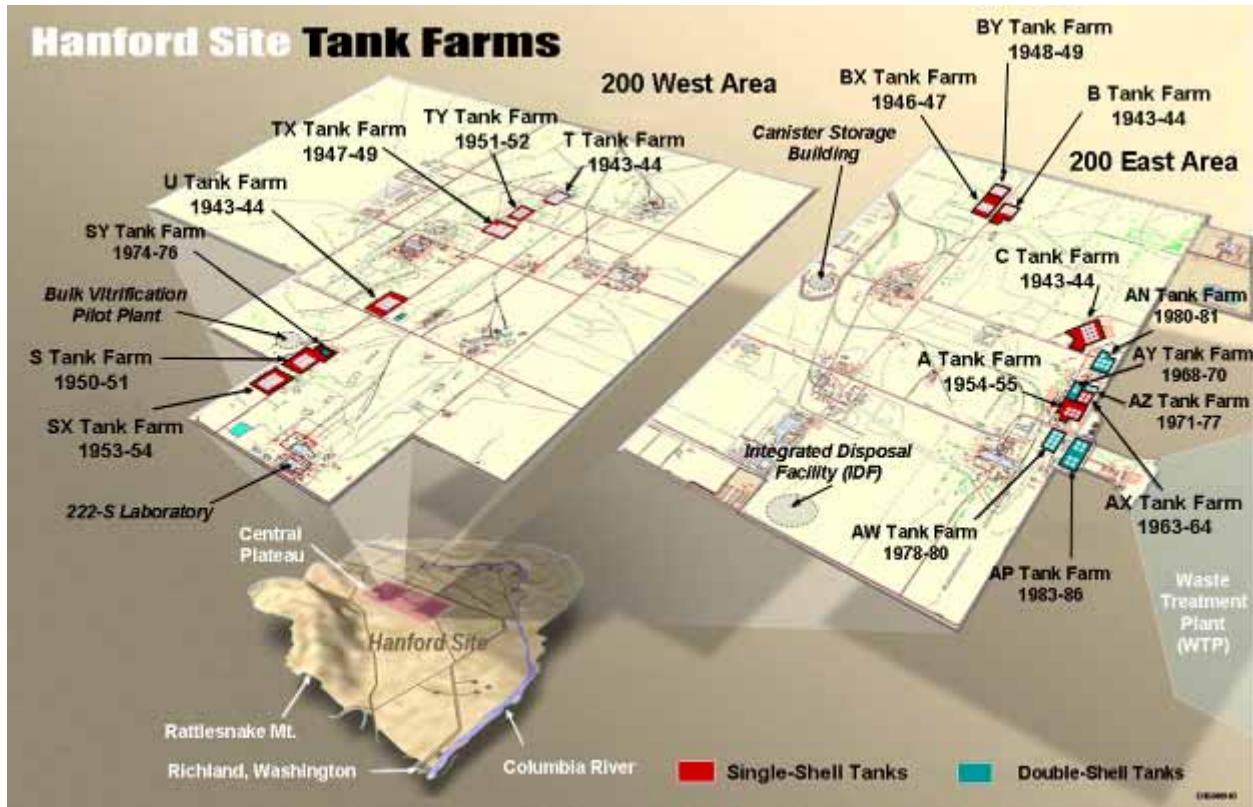 Hanford Site Tank Farms
200 West Area
BY Tank Farm
1948-49
BX Tank Farm
1946-47
B Tank Farm
1943-44
TX Tank Farm
1947-49
TY Tank Farm
1951-52
T Tank Farm
1943-44
Canister Storage
Building
200 East Area
U Tank Farm
1943-44
SY Tank Farm
1974-76
Bulk Vitrification
Pilot Plant
S Tank Farm
1950-51
SX Tank Farm
1953-54
222-S Laboratory
C Tank Farm
1943-44
AN Tank Farm
1980-81
A Tank Farm
1954-55
AY Tank Farm
1968-70
AZ Tank Farm
1971-77
Integrated Disposal
Facility (IDF)
AX Tank Farm
1963-64
AW Tank Farm
1978-80
AP Tank Farm
1983-86
Waste
Treatment
Plant
(WTP)
Central
Plateau
Hanford Site
Rattlesnake Mt.
Richland, Washington
Columbia River
Single-Shell Tanks
Double-Shell Tanks